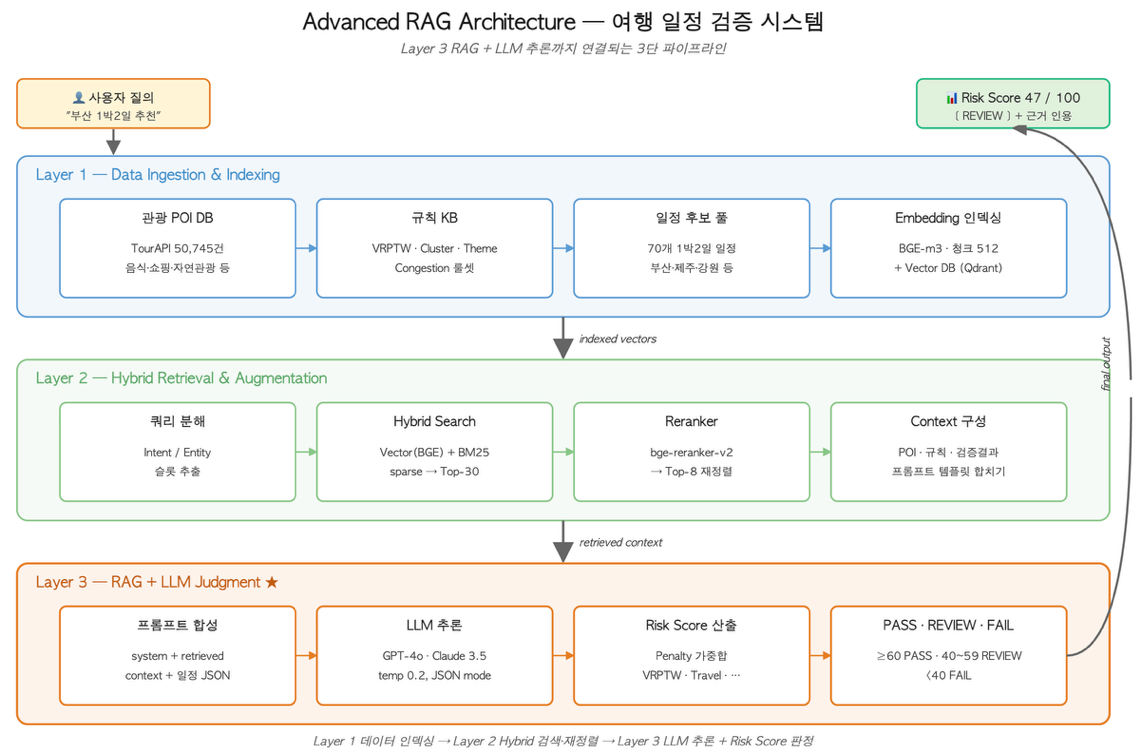 Advanced RAG Architecture — 여행 일정 검증 시스템
Layer 3 RAG + LLM 추론까지 연결되는 3단 파이프라인
👤 사용자 질의
"부산 1박2일 추천"
📊 Risk Score 47 / 100
[ REVIEW ] + 근거 인용
Layer 1 — Data Ingestion & Indexing
관광 POI DB
TourAPI 50,745건
음식·쇼핑·자연관광 등
규칙 KB
VRPTW · Cluster · Theme
Congestion 룰셋
일정 후보 풀
70개 1박2일 일정
부산·제주·강원 등
Embedding 인덱싱
BGE-m3 · 청크 512
+ Vector DB (Qdrant)
indexed vectors
final output
Layer 2 — Hybrid Retrieval & Augmentation
쿼리 분해
Intent / Entity
슬롯 추출
Hybrid Search
Vector(BGE) + BM25
sparse → Top-30
Reranker
bge-reranker-v2
→ Top-8 재정렬
Context 구성
POI · 규칙 · 검증결과
프롬프트 템플릿 합치기
retrieved context
Layer 3 — RAG + LLM Judgment ★
프롬프트 합성
system + retrieved
context + 일정 JSON
LLM 추론
GPT-4o · Claude 3.5
temp 0.2, JSON mode
Risk Score 산출
Penalty 가중합
VRPTW · Travel · ⋯
PASS · REVIEW · FAIL
≥60 PASS · 40~59 REVIEW
<40 FAIL
Layer 1 데이터 인덱싱 → Layer 2 Hybrid 검색·재정렬 → Layer 3 LLM 추론 + Risk Score 판정